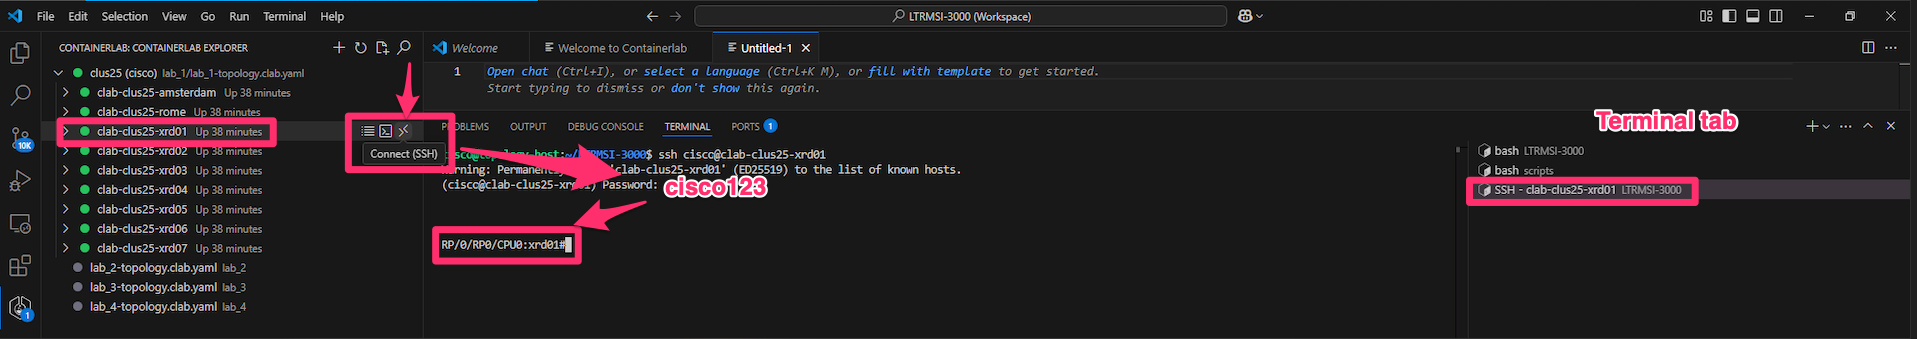 File Edit Selection View Go Run Terminal Help
LTRMSI-3000 (Workspace)
CONTAINERLAB: CONTAINERLAB EXPLORER
clus25 (cisco) lab_1/lab_1-topology.clab.yaml
clab-clus25-amsterdam Up 38 minutes
clab-clus25-rome Up 38 minutes
clab-clus25-xrd01 Up 38 minutes
clab-clus25-xrd02 Up 38 minutes
clab-clus25-xrd03 Up 38 minutes
clab-clus25-xrd04 Up 38 minutes
clab-clus25-xrd05 Up 38 minutes
clab-clus25-xrd06 Up 38 minutes
clab-clus25-xrd07 Up 38 minutes
lab_2-topology.clab.yaml lab_2
lab_3-topology.clab.yaml lab_3
lab_4-topology.clab.yaml lab_4
10K
1
Connect (SSH)
Welcome Welcome to Containerlab Untitled-1
1 Open chat (Ctrl+I), or select a language (Ctrl+K M), or fill with template to get started.
Start typing to dismiss or don't show this again.
PROBLEMS OUTPUT DEBUG CONSOLE TERMINAL PORTS 1
$ ssh cisco@clab-clus25-xrd01
Warning: Permanently 'clab-clus25-xrd01' (ED25519) to the list of known hosts.
(cisco@clab-clus25-xrd01) Password:
cisco123
RP/0/RP0/CPU0:xrd01#
Terminal tab
bash LTRMSI-3000
bash scripts
SSH - clab-clus25-xrd01 LTRMSI-3000